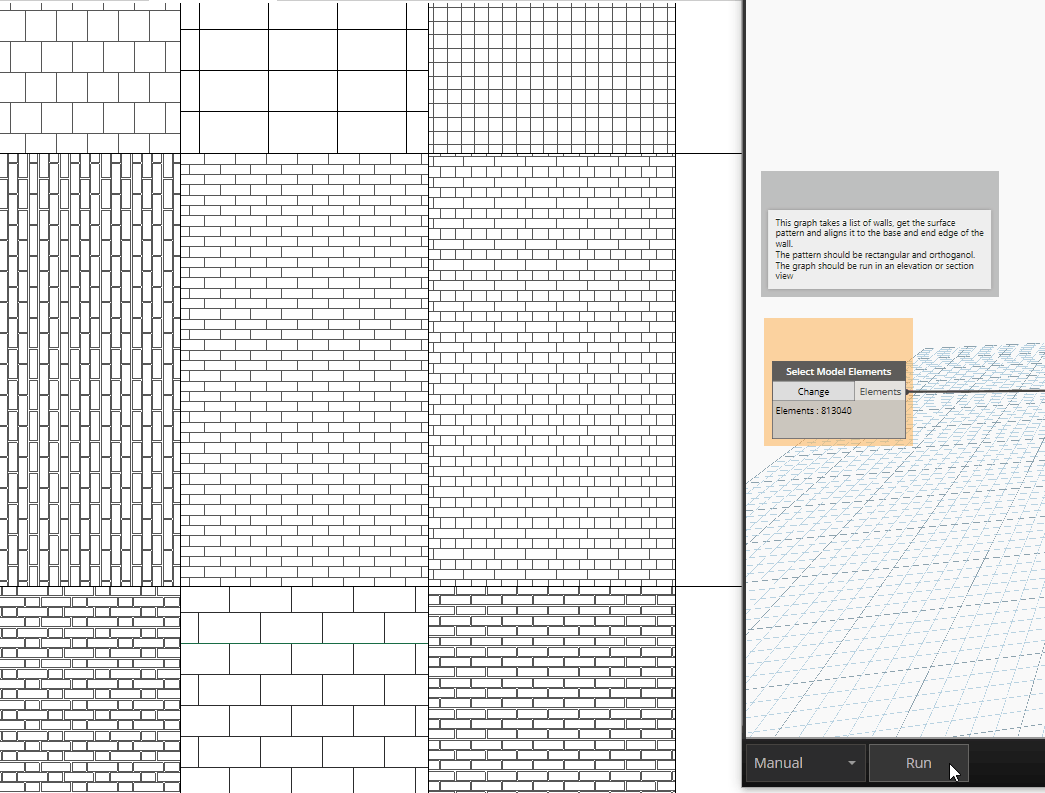 This graph takes a list of walls, get the surface
pattern and aligns it to the base and end edge of the
wall.
The pattern should be rectangular and orthoganol.
The graph should be run in an elevation or section
view
Select Model Elements
Change
Elements
Elements : 813040
Manual
Run